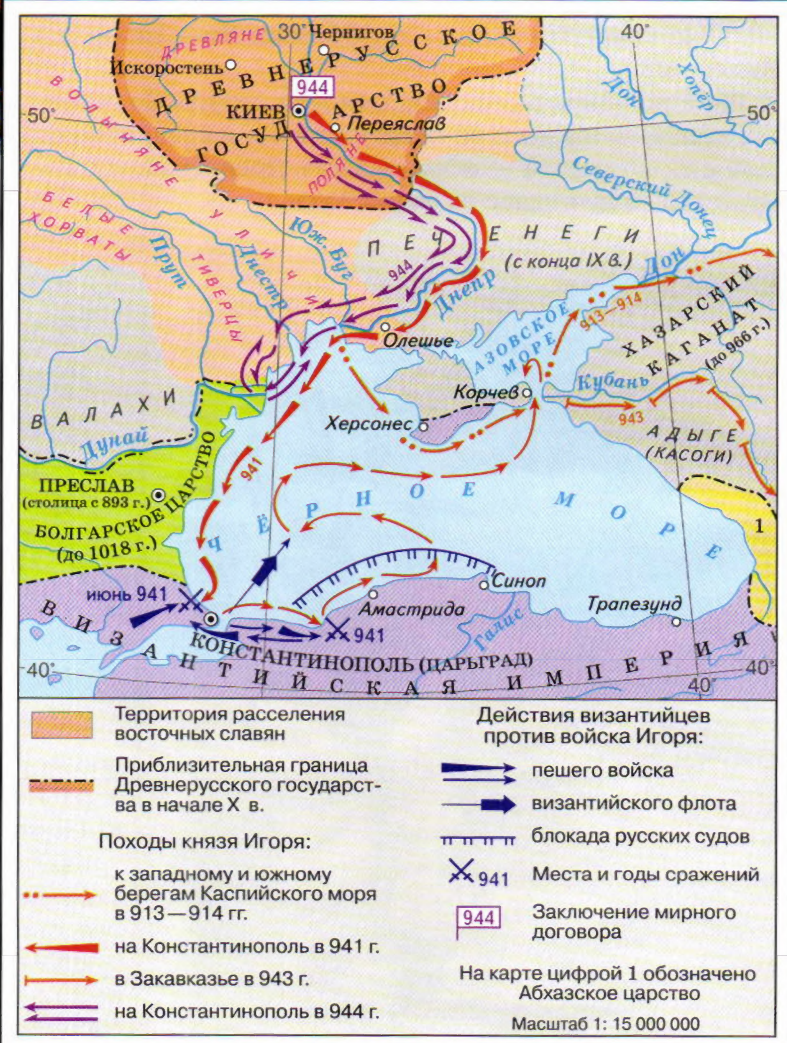 30°
40°
ДРЕВЛЯНЕ
Чернигов
Искоростень
ДРЕВНЕРУССКОЕ
ГОСУДАРСТВО
944
КИЕВ
Переяслав
ПОЛЯНЕ
50°
50°
Дон
Хопёр
Северский Донец
ВОЛЫНЯНЕ
БЕЛЫЕ
ХОРВАТЫ
УЛИЧИ
ТИВЕРЦЫ
Прут
Днестр
Юж. Буг
ПЕЧЕНЕГИ
(с конца IX в.)
944
Днепр
Дон
913—914
Олешье
АЗОВСКОЕ
МОРЕ
ХАЗАРСКИЙ
КАГАНАТ
(до 966 г.)
Корчев
Кубань
943
Херсонес
АДЫГЕ
(КАСОГИ)
ВАЛАХИ
Дунай
ПРЕСЛАВ
(столица с 893 г.)
БОЛГАРСКОЕ ЦАРСТВО
(до 1018 г.)
941
ЧЁРНОЕ МОРЕ
1
июнь 941
Амастрида
Синоп
Трапезунд
941
Галис
КОНСТАНТИНОПОЛЬ (ЦАРЬГРАД)
ВИЗАНТИЙСКАЯ ИМПЕРИЯ
40°
40°
40°
Территория расселения
восточных славян
Приблизительная граница
Древнерусского государст-
ва в начале X в.
Походы князя Игоря:
к западному и южному
берегам Каспийского моря
в 913—914 гг.
на Константинополь в 941 г.
в Закавказье в 943 г.
на Константинополь в 944 г.
Действия византийцев
против войска Игоря:
пешего войска
византийского флота
блокада русских судов
941
Места и годы сражений
944
Заключение мирного
договора
На карте цифрой 1 обозначено
Абхазское царство
Масштаб 1: 15 000 000